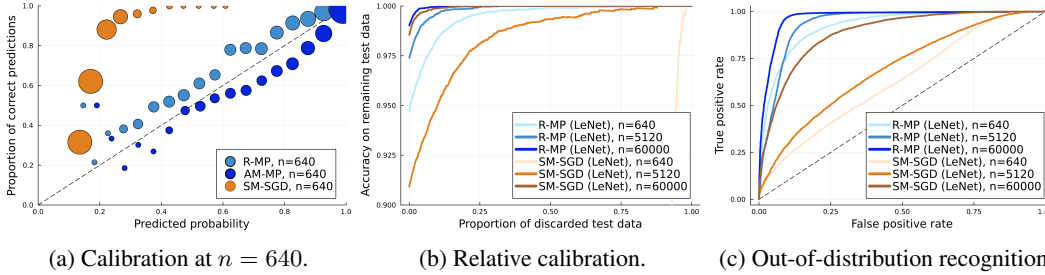 Proportion of correct predictions
1.0
0.8
0.6
0.4
0.2
0.0
0.0
0.2
0.4
0.6
0.8
1.0
Predicted probability
R-MP, n=640
AM-MP, n=640
SM-SGD, n=640
(a) Calibration at n = 640.
Accuracy on remaining test data
1.000
0.975
0.950
0.925
0.900
0.00
0.25
0.50
0.75
1.00
Proportion of discarded test data
R-MP (LeNet), n=640
R-MP (LeNet), n=5120
R-MP (LeNet), n=60000
SM-SGD (LeNet), n=640
SM-SGD (LeNet), n=5120
SM-SGD (LeNet), n=60000
(b) Relative calibration.
True positive rate
1.00
0.75
0.50
0.25
0.00
0.00
0.25
0.50
0.75
1.00
False positive rate
R-MP (LeNet), n=640
R-MP (LeNet), n=5120
R-MP (LeNet), n=60000
SM-SGD (LeNet), n=640
SM-SGD (LeNet), n=5120
SM-SGD (LeNet), n=60000
(c) Out-of-distribution recognition